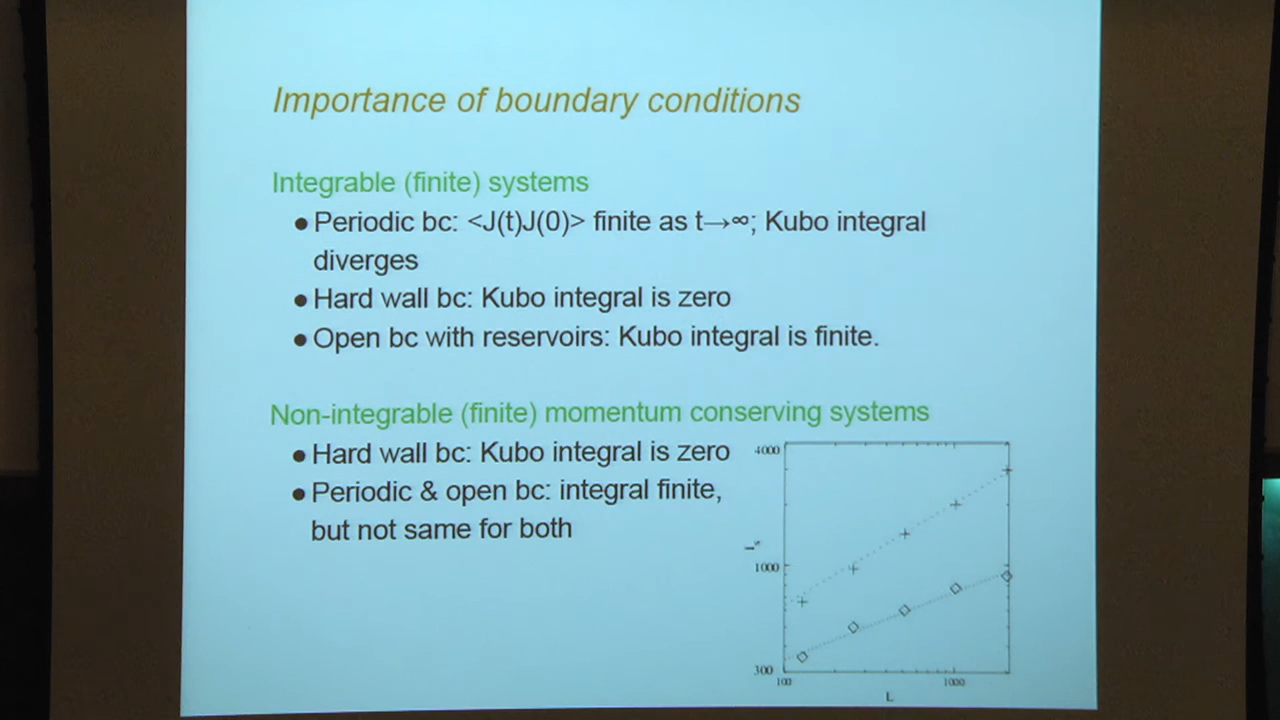 Importance of boundary conditions
Integrable (finite) systems
● Periodic bc: <J(t)J(0)> finite as t→∞; Kubo integral
diverges
● Hard wall bc: Kubo integral is zero
● Open bc with reservoirs: Kubo integral is finite.
Non-integrable (finite) momentum conserving systems
● Hard wall bc: Kubo integral is zero
● Periodic & open bc: integral finite,
but not same for both
4000
1000
300
100
1000
L